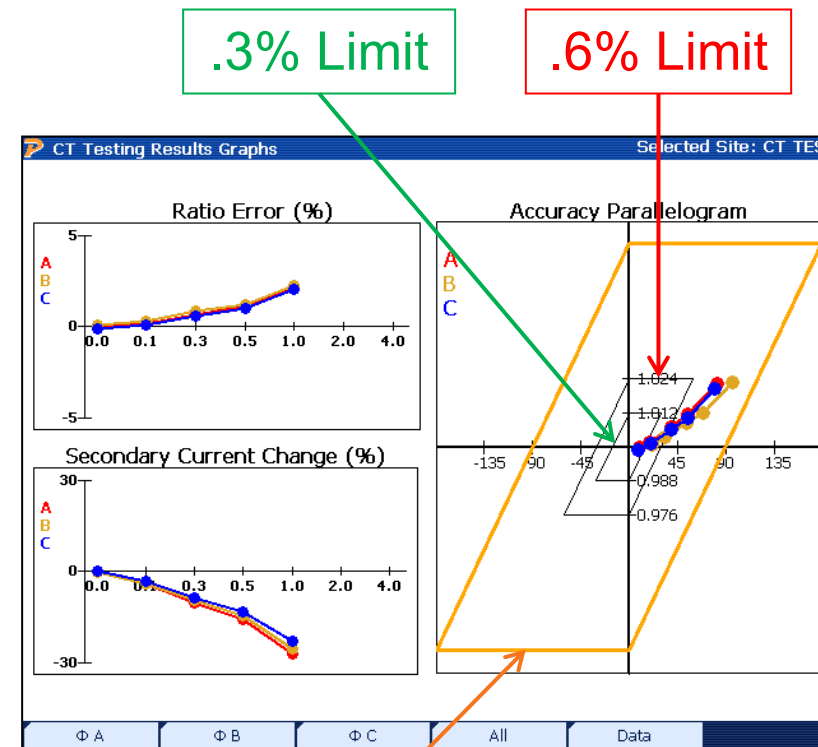 .3% Limit
.6% Limit
CT Testing Results Graphs
Selected Site: CT TES
Ratio Error (%)
5
A
B
C
0
0.0 0.1 0.3 0.5 1.0 2.0 4.0
-5
Secondary Current Change (%)
30
A
B
C
0
0.0 0.1 0.3 0.5 1.0 2.0 4.0
-30
Accuracy Parallelogram
A
B
C
1.024
1.012
-135 -90 -45 45 90 135
0.988
0.976
Φ A Φ B Φ C All Data